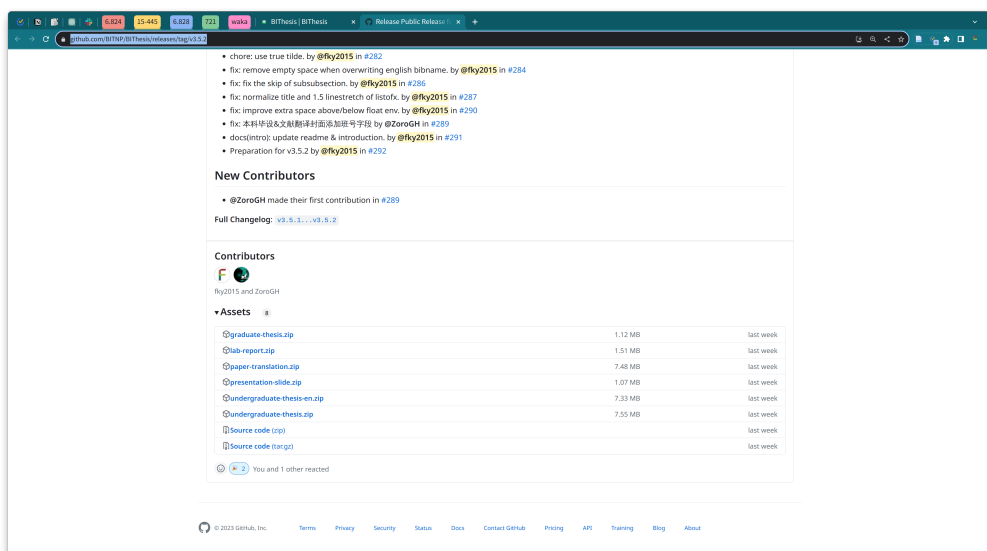 6.824
15-445
6.828
721
waka
BIThesis | BIThesis
Release Public Release f
github.com/BITNP/BIThesis/releases/tag/v3.5.2
chore: use true tilde. by @fky2015 in #282
fix: remove empty space when overwriting english bibname. by @fky2015 in #284
fix: fix the skip of subsubsection. by @fky2015 in #286
fix: normalize title and 1.5 linestretch of listofx. by @fky2015 in #287
fix: improve extra space above/below float env. by @fky2015 in #290
fix: 本科毕设&文献翻译封面添加班号字段 by @ZoroGH in #289
docs(intro): update readme & introduction. by @fky2015 in #291
Preparation for v3.5.2 by @fky2015 in #292
New Contributors
@ZoroGH made their first contribution in #289
Full Changelog: v3.5.1...v3.5.2
Contributors
fky2015 and ZoroGH
Assets 8
graduate-thesis.zip 1.12 MB last week
lab-report.zip 1.51 MB last week
paper-translation.zip 7.48 MB last week
presentation-slide.zip 1.07 MB last week
undergraduate-thesis-en.zip 7.33 MB last week
undergraduate-thesis.zip 7.55 MB last week
Source code (zip) last week
Source code (tar.gz) last week
2 You and 1 other reacted
© 2023 GitHub, Inc. Terms Privacy Security Status Docs Contact GitHub Pricing API Training Blog About